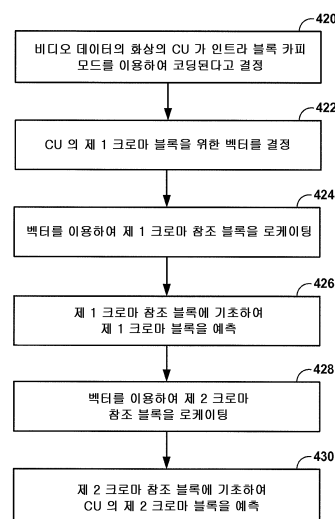 420
비디오 데이터의 화상의 CU 가 인트라 블록 카피
모드를 이용하여 코딩된다고 결정
422
CU 의 제 1 크로마 블록을 위한 벡터를 결정
424
벡터를 이용하여 제 1 크로마 참조 블록을 로케이팅
426
제 1 크로마 참조 블록에 기초하여
제 1 크로마 블록을 예측
428
벡터를 이용하여 제 2 크로마
참조 블록을 로케이팅
430
제 2 크로마 참조 블록에 기초하여
CU 의 제 2 크로마 블록을 예측